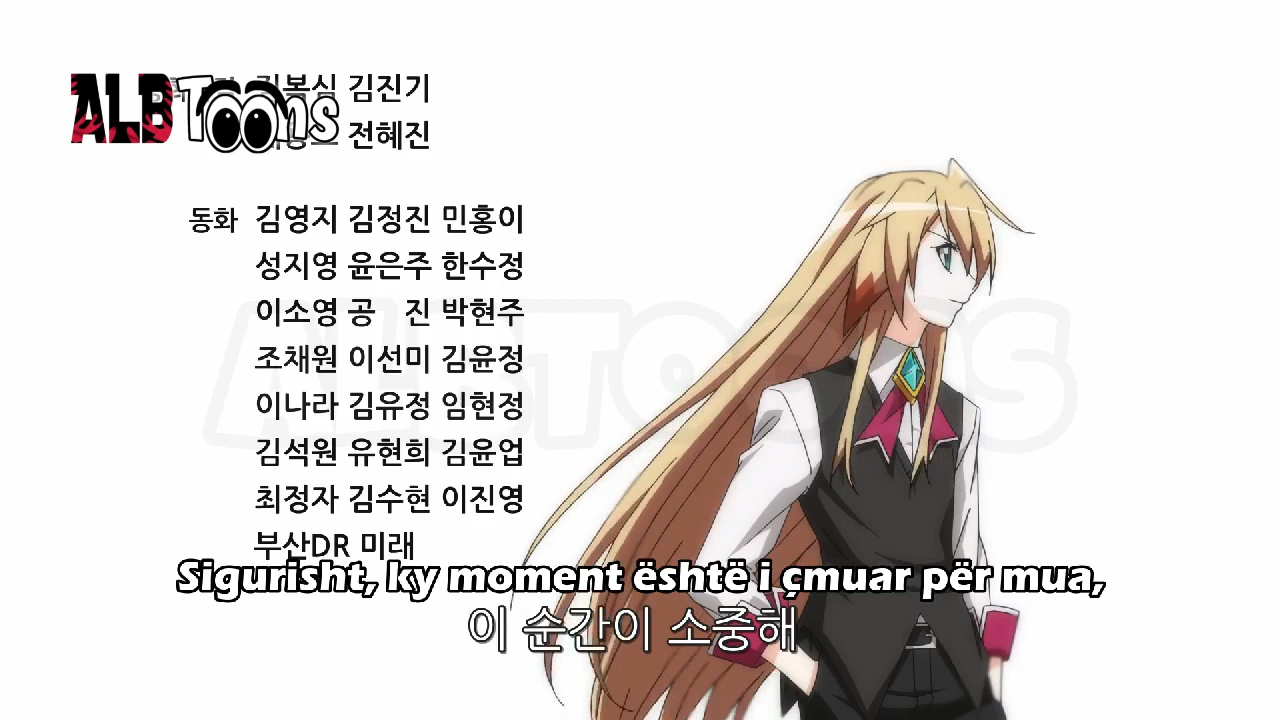 ALBToons
김진기
전혜진
동화 김영지 김정진 민홍이
성지영 윤은주 한수정
이소영 공 진 박현주
조채원 이선미 김윤정
이나라 김유정 임현정
김석원 유현희 김윤업
최정자 김수현 이진영
부산DR 미래
ALBTOONS
Sigurisht, ky moment është i çmuar për mua,
이 순간이 소중해